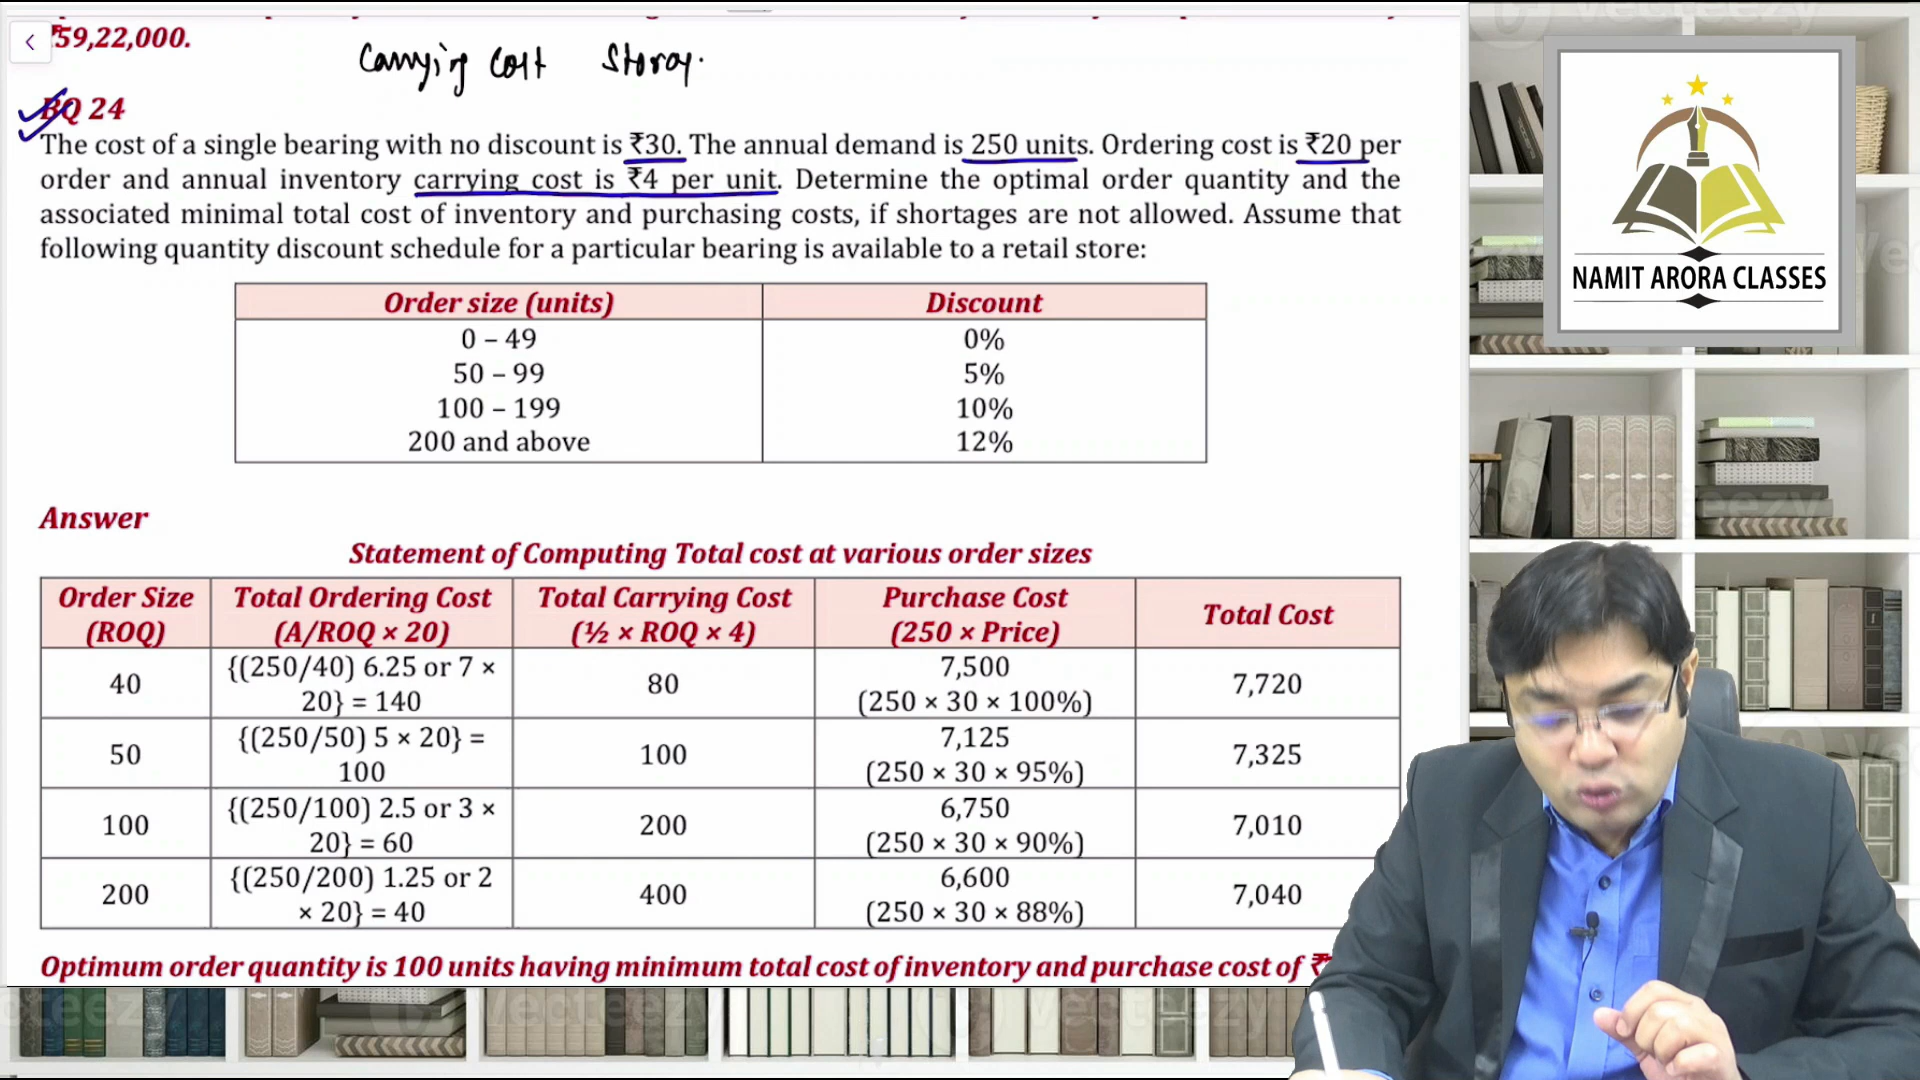 ₹59,22,000.
Carrying cost Storag.
BQ 24
The cost of a single bearing with no discount is ₹30. The annual demand is 250 units. Ordering cost is ₹20 per
order and annual inventory carrying cost is ₹4 per unit. Determine the optimal order quantity and the
associated minimal total cost of inventory and purchasing costs, if shortages are not allowed. Assume that
following quantity discount schedule for a particular bearing is available to a retail store:
Order size (units) Discount
0 – 49 0%
50 – 99 5%
100 – 199 10%
200 and above 12%
Answer
Statement of Computing Total cost at various order sizes
Order Size Total Ordering Cost Total Carrying Cost Purchase Cost Total Cost
(ROQ) (A/ROQ × 20) (½ × ROQ × 4) (250 × Price)
40 {(250/40) 6.25 or 7 × 80 7,500 7,720
20} = 140 (250 × 30 × 100%)
50 {(250/50) 5 × 20} = 100 7,125 7,325
100 (250 × 30 × 95%)
100 {(250/100) 2.5 or 3 × 200 6,750 7,010
20} = 60 (250 × 30 × 90%)
200 {(250/200) 1.25 or 2 400 6,600 7,040
× 20} = 40 (250 × 30 × 88%)
Optimum order quantity is 100 units having minimum total cost of inventory and purchase cost of ₹
NAMIT ARORA CLASSES
Vecteezy